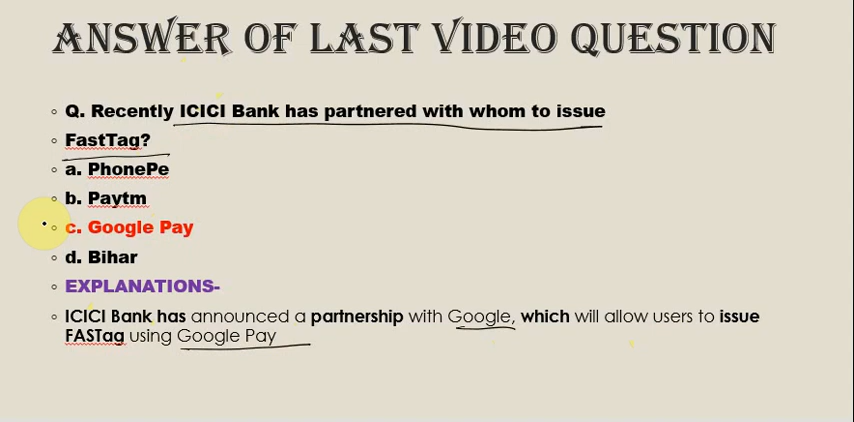 ANSWER OF LAST VIDEO QUESTION
Q. Recently ICICI Bank has partnered with whom to issue
FastTag?
a. PhonePe
b. Paytm
c. Google Pay
d. Bihar
EXPLANATIONS-
ICICI Bank has announced a partnership with Google, which will allow users to issue
FASTag using Google Pay